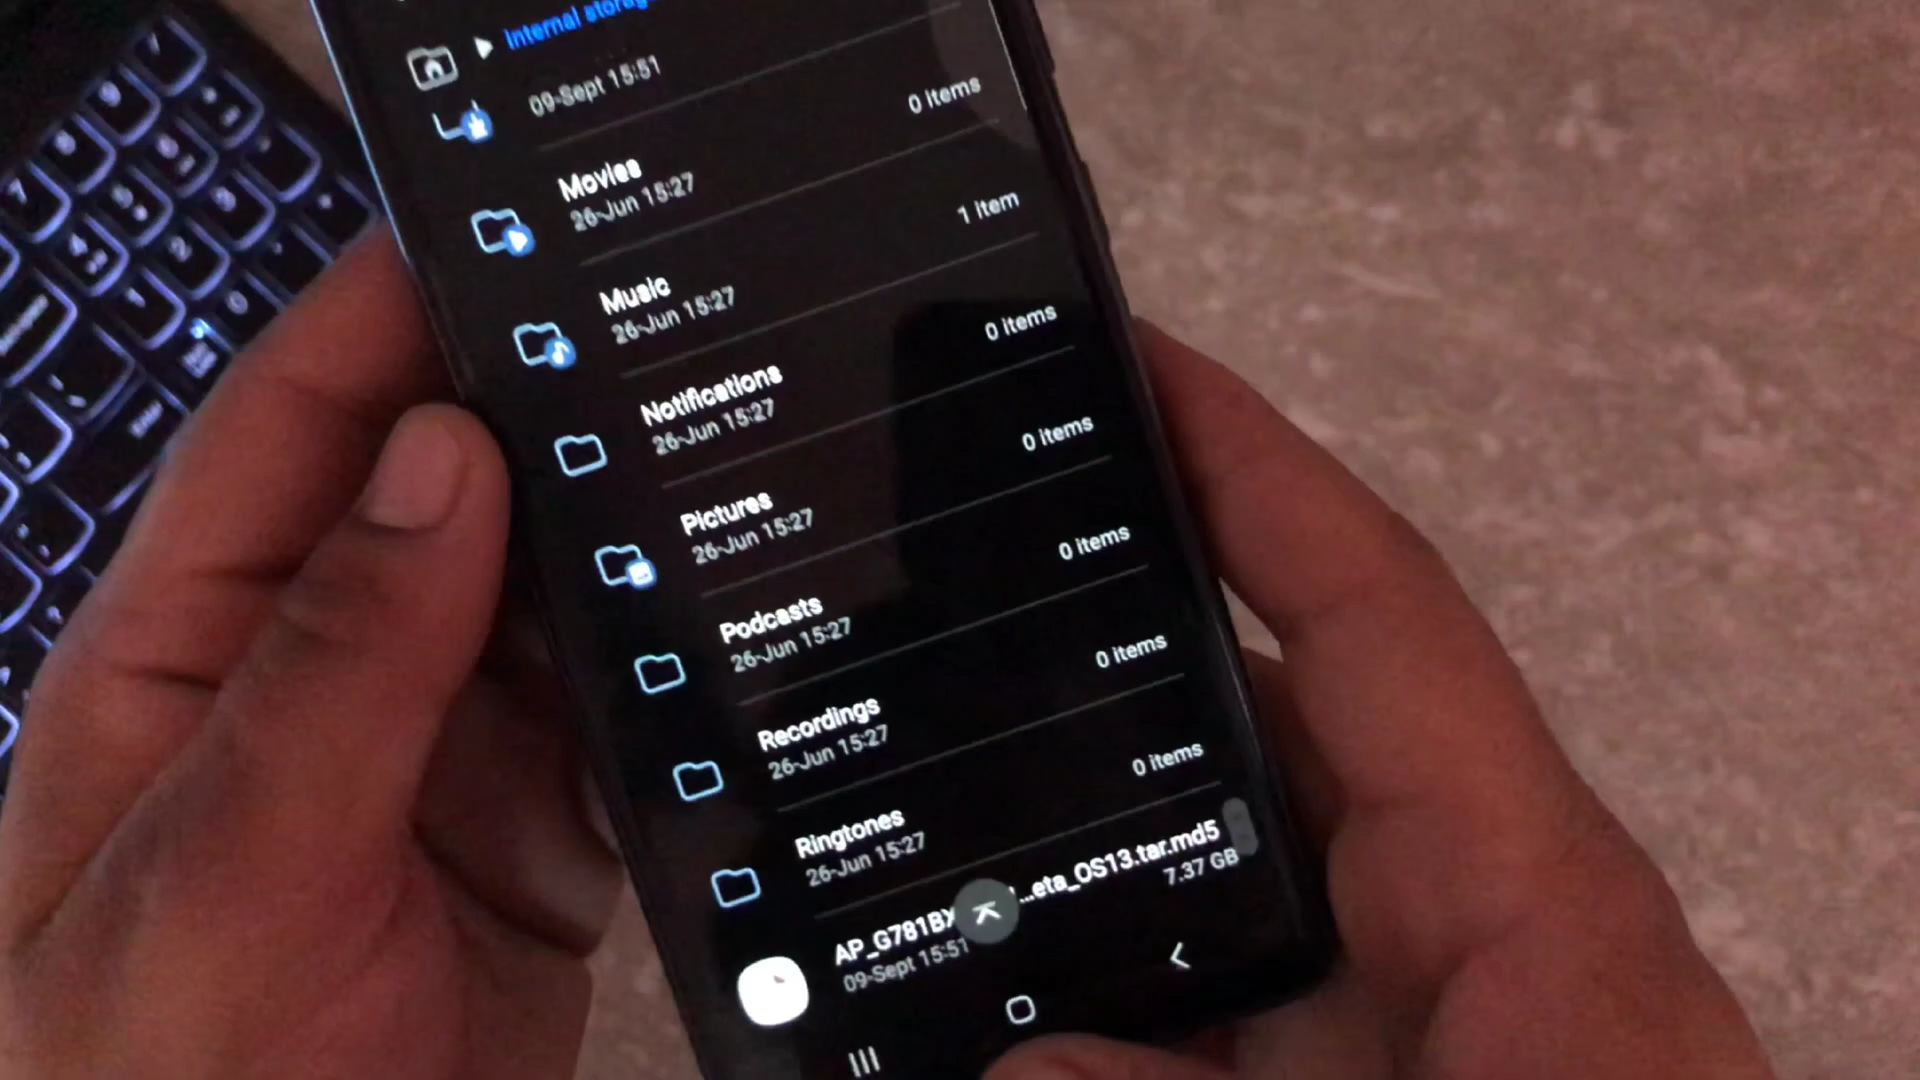 Internal storage
09-Sept 15:51
0 items
Movies
26-Jun 15:27
1 item
Music
26-Jun 15:27
0 items
Notifications
26-Jun 15:27
0 items
Pictures
26-Jun 15:27
0 items
Podcasts
26-Jun 15:27
0 items
Recordings
26-Jun 15:27
0 items
Ringtones
26-Jun 15:27
AP_G781BX ...eta_OS13.tar.md5
09-Sept 15:51
7.37 GB